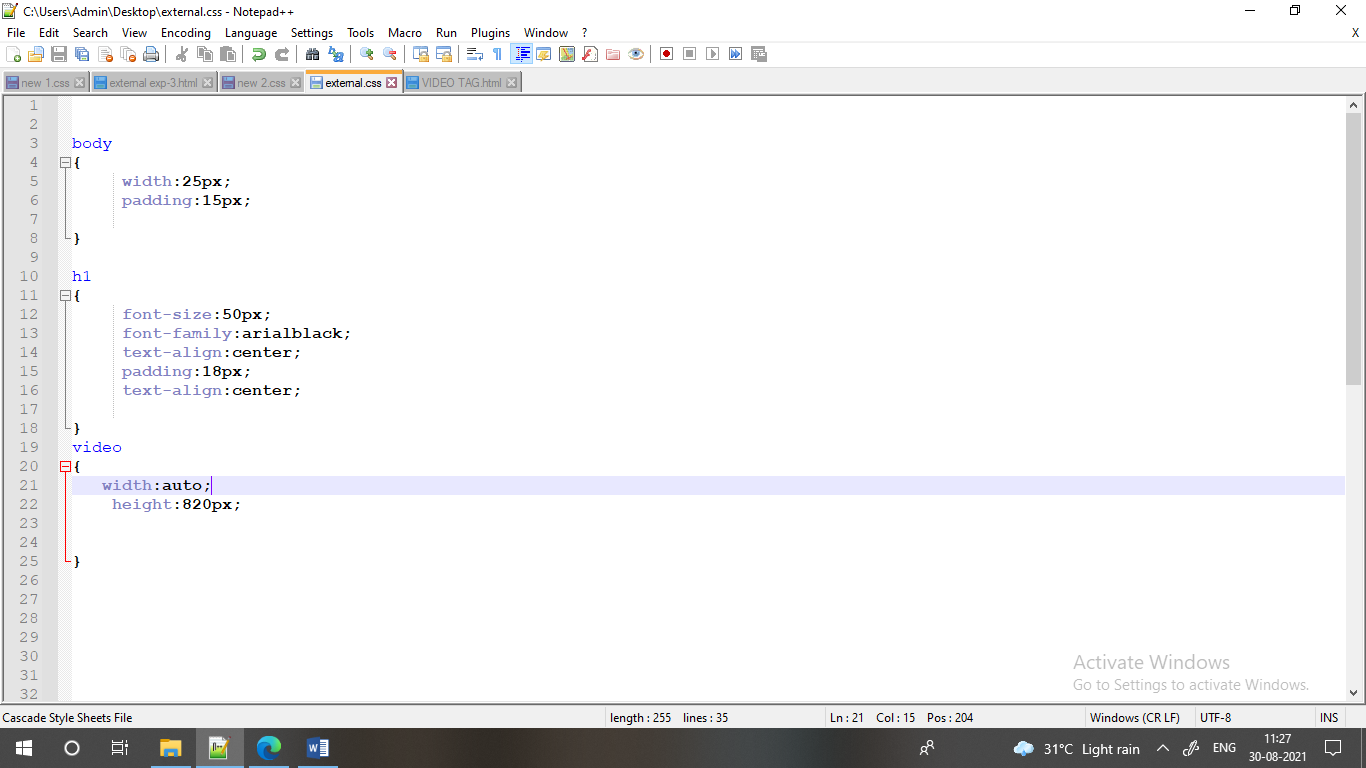 C:\Users\Admin\Desktop\external.css - Notepad++
File Edit Search View Encoding Language Settings Tools Macro Run Plugins Window ? X
new 1.css external exp-3.html new 2.css external.css VIDEO TAG.html
1
2
3 body
4 {
5 width:25px;
6 padding:15px;
7
8 }
9
10 h1
11 {
12 font-size:50px;
13 font-family:arialblack;
14 text-align:center;
15 padding:18px;
16 text-align:center;
17
18 }
19 video
20 {
21 width:auto;
22 height:820px;
23
24
25 }
26
27
28
29
30
31
32
Activate Windows
Go to Settings to activate Windows.
Cascade Style Sheets File length : 255 lines : 35 Ln : 21 Col : 15 Pos : 204 Windows (CR LF) UTF-8 INS
31°C Light rain ENG 11:27
30-08-2021